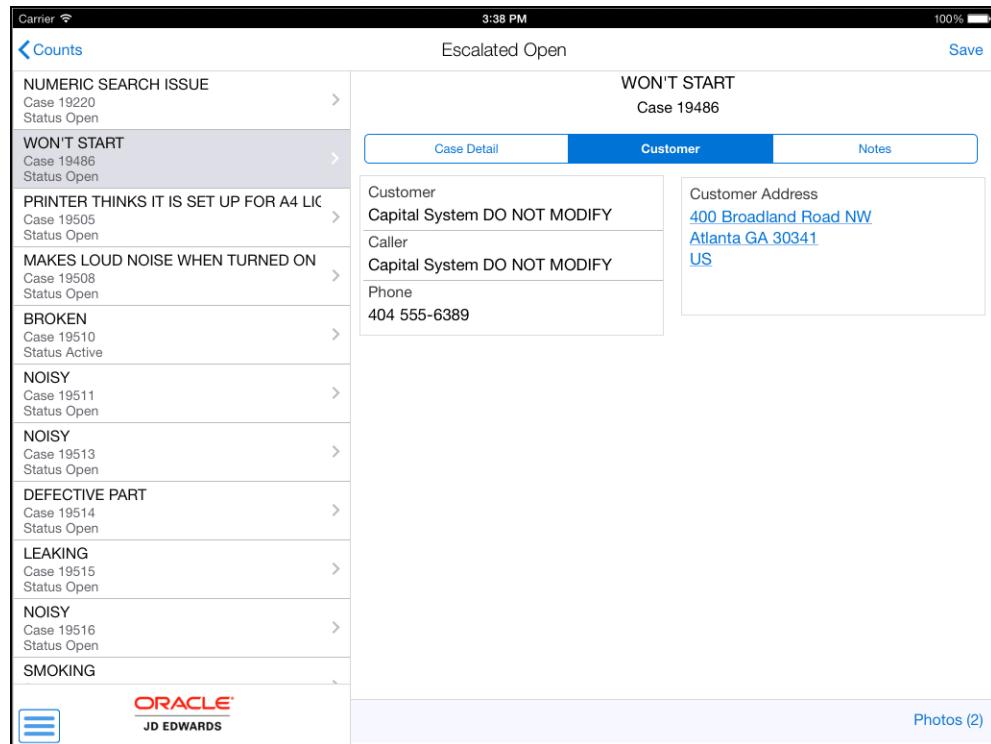 Carrier
3:38 PM
100%
Counts
Escalated Open
Save
NUMERIC SEARCH ISSUE
Case 19220
Status Open
WON'T START
Case 19486
Status Open
PRINTER THINKS IT IS SET UP FOR A4 LIC
Case 19505
Status Open
MAKES LOUD NOISE WHEN TURNED ON
Case 19508
Status Open
BROKEN
Case 19510
Status Active
NOISY
Case 19511
Status Open
NOISY
Case 19513
Status Open
DEFECTIVE PART
Case 19514
Status Open
LEAKING
Case 19515
Status Open
NOISY
Case 19516
Status Open
SMOKING
ORACLE
JD EDWARDS
WON'T START
Case 19486
Case Detail
Customer
Notes
Customer
Capital System DO NOT MODIFY
Caller
Capital System DO NOT MODIFY
Phone
404 555-6389
Customer Address
400 Broadland Road NW
Atlanta GA 30341
US
Photos (2)